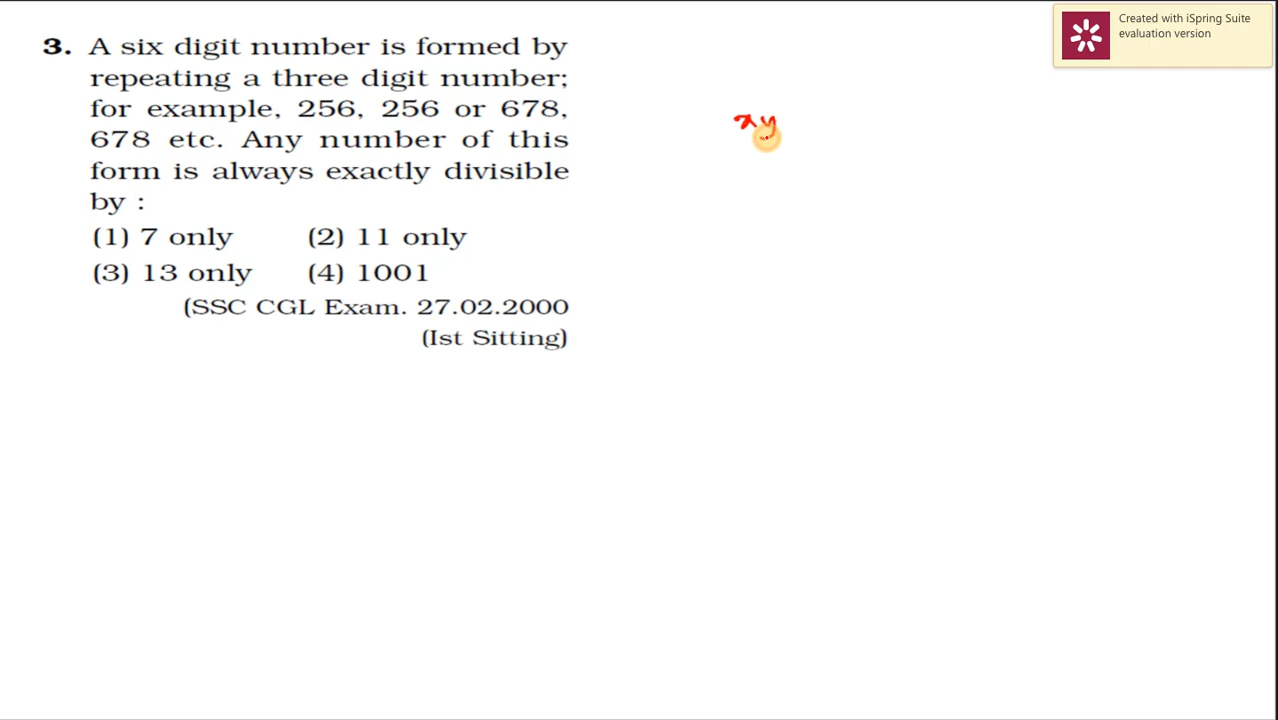 3. A six digit number is formed by
repeating a three digit number;
for example, 256, 256 or 678,
678 etc. Any number of this
form is always exactly divisible
by :
(1) 7 only (2) 11 only
(3) 13 only (4) 1001
(SSC CGL Exam. 27.02.2000
(Ist Sitting)
xy
Created with iSpring Suite
evaluation version